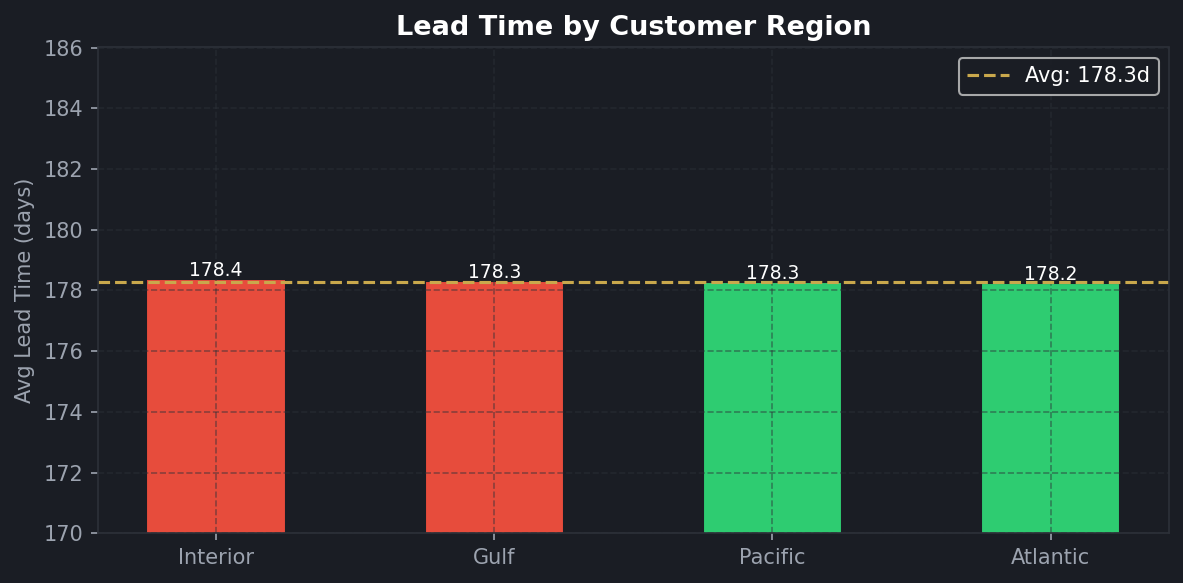 Lead Time by Customer Region
Avg: 178.3d
Avg Lead Time (days)
186
184
182
180
178
176
174
172
170
178.4
178.3
178.3
178.2
Interior
Gulf
Pacific
Atlantic